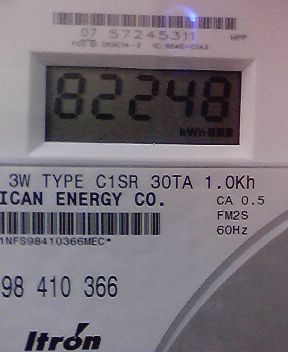 07 57245311 HPP
82248
kWh
3W TYPE C1SR 30TA 1.0Kh
ICAN ENERGY CO. CA 0.5
FM2S
1NFS98410366MEC* 60Hz
98 410 366
Itron